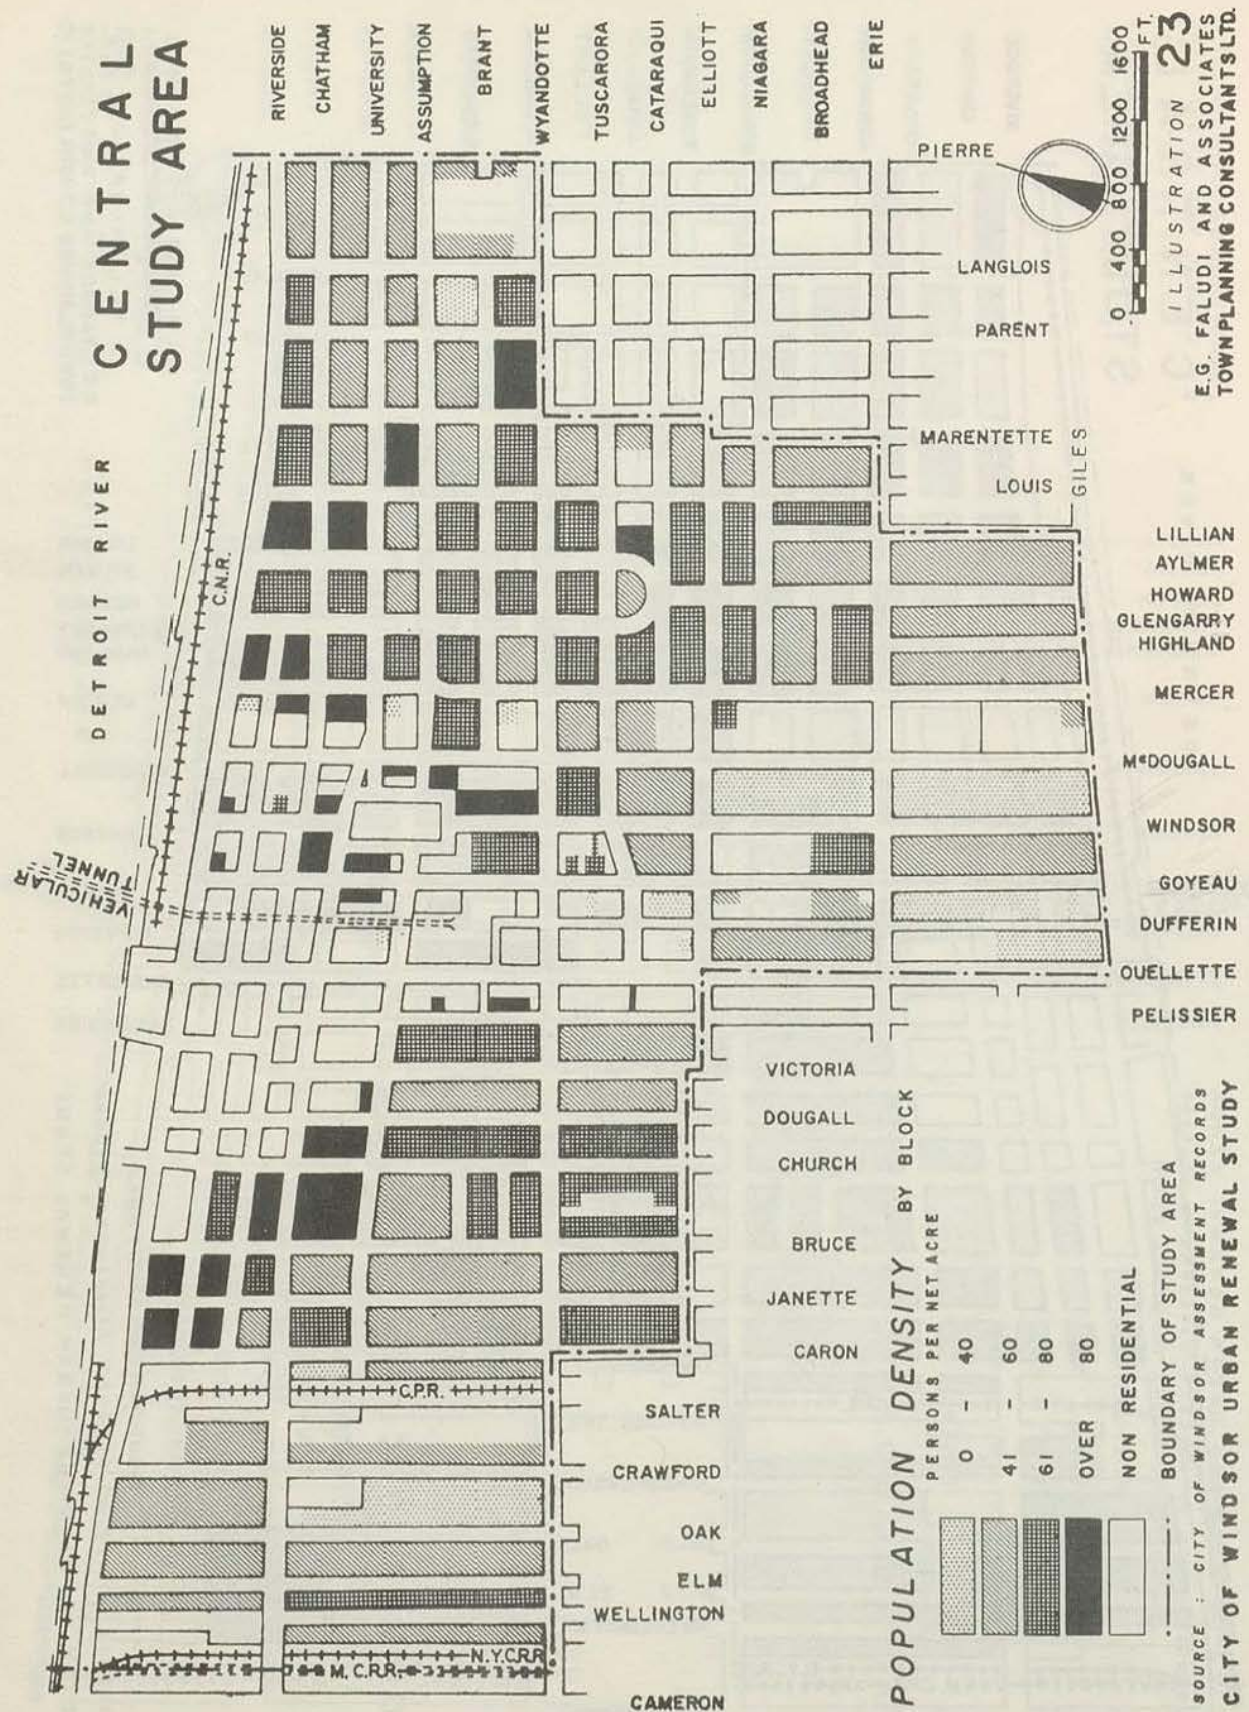 CENTRAL
STUDY AREA
DETROIT RIVER
C.N.R.
VEHICULAR
TUNNEL
RIVERSIDE
CHATHAM
UNIVERSITY
ASSUMPTION
BRANT
WYANDOTTE
TUSCARORA
CATARAQUI
ELLIOTT
NIAGARA
BROADHEAD
ERIE
PIERRE
LANGLOIS
PARENT
MARENTETTE
LOUIS
GILES
LILLIAN
AYLMER
HOWARD
GLENGARRY
HIGHLAND
MERCER
McDOUGALL
WINDSOR
GOYEAU
DUFFERIN
OUELLETTE
PELISSIER
VICTORIA
DOUGALL
CHURCH
BRUCE
JANETTE
CARON
SALTER
CRAWFORD
OAK
ELM
WELLINGTON
CAMERON
C.P.R.
N.Y.C.R.R.
M.C.R.R.
POPULATION DENSITY BY BLOCK
PERSONS PER NET ACRE
0 - 40
41 - 60
61 - 80
OVER 80
NON RESIDENTIAL
BOUNDARY OF STUDY AREA
SOURCE : CITY OF WINDSOR ASSESSMENT RECORDS
CITY OF WINDSOR URBAN RENEWAL STUDY
0 400 800 1200 1600
FT.
ILLUSTRATION 23
E.G. FALUDI AND ASSOCIATES
TOWN PLANNING CONSULTANTS LTD.